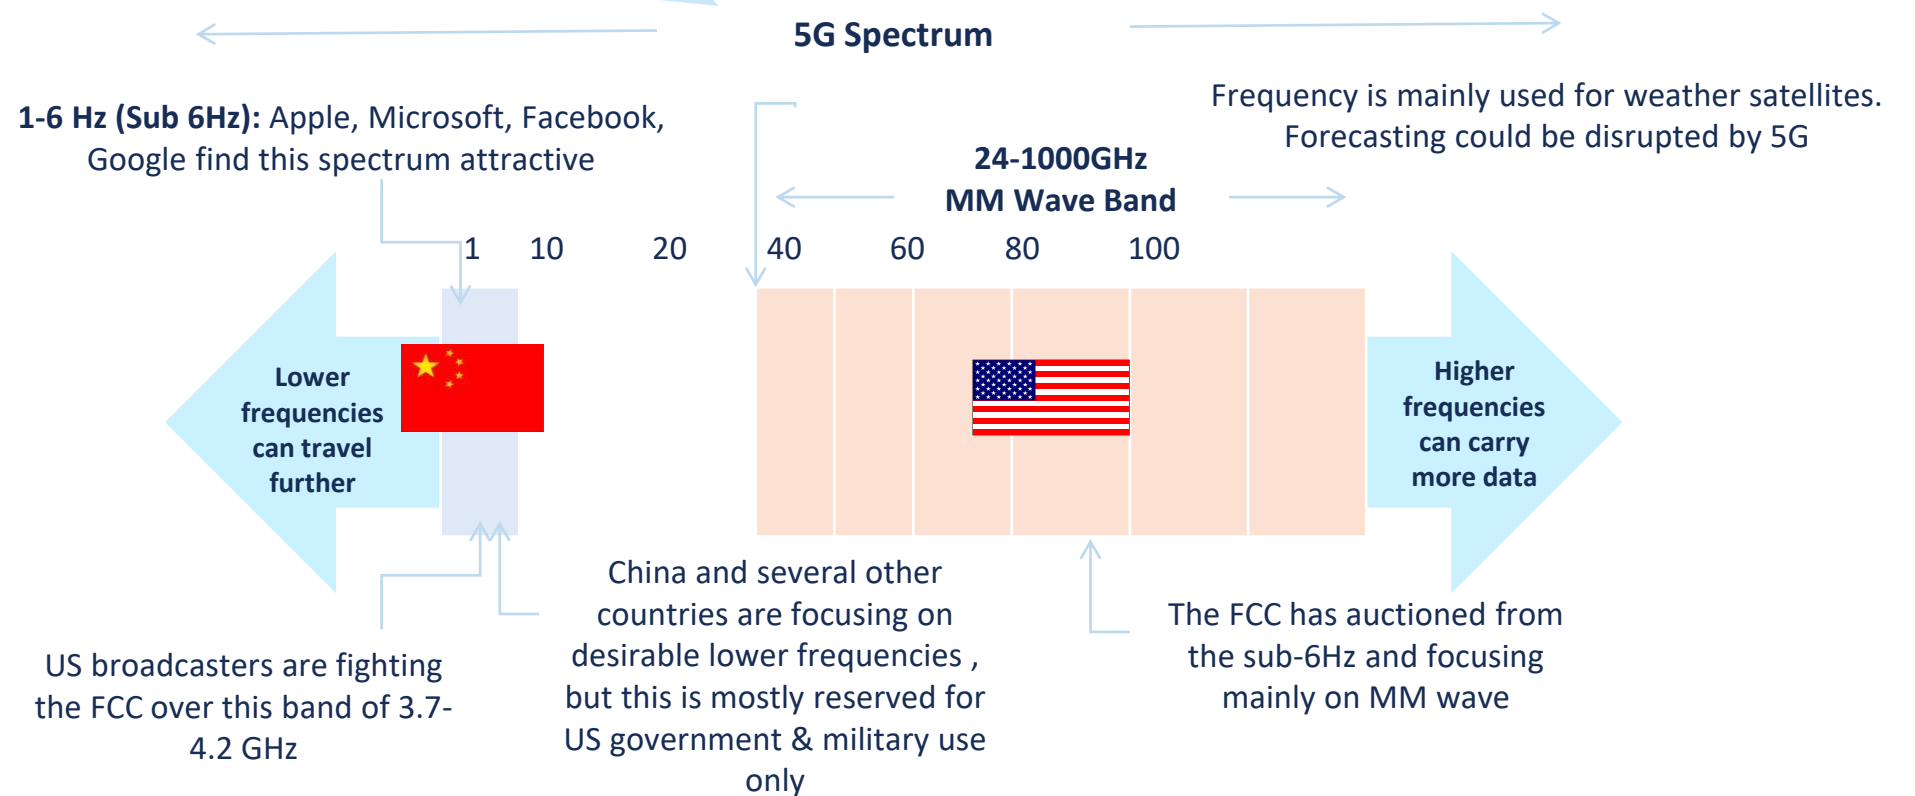 5G Spectrum
1-6 Hz (Sub 6Hz): Apple, Microsoft, Facebook,
Google find this spectrum attractive
Frequency is mainly used for weather satellites.
Forecasting could be disrupted by 5G
24-1000GHz
MM Wave Band
1 10 20 40 60 80 100
Lower
frequencies
can travel
further
Higher
frequencies
can carry
more data
US broadcasters are fighting
the FCC over this band of 3.7-
4.2 GHz
China and several other
countries are focusing on
desirable lower frequencies ,
but this is mostly reserved for
US government & military use
only
The FCC has auctioned from
the sub-6Hz and focusing
mainly on MM wave